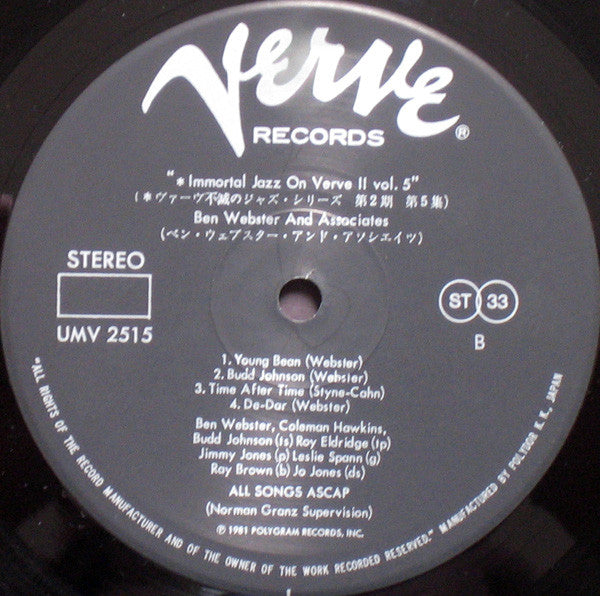 Verve
RECORDS ®
"* Immortal Jazz On Verve II vol. 5"
(*ヴァーヴ不滅のジャズ・シリーズ 第2期 第5集)
Ben Webster And Associates
(ベン・ウェブスター・アンド・アソシエイツ)
STEREO
UMV 2515
ST 33
B
1. Young Bean (Webster)
2. Budd Johnson (Webster)
3. Time After Time (Styne-Cahn)
4. De-Dar (Webster)
Ben Webster, Coleman Hawkins,
Budd Johnson (ts) Roy Eldridge (tp)
Jimmy Jones (p) Leslie Spann (g)
Ray Brown (b) Jo Jones (ds)
ALL SONGS ASCAP
(Norman Granz Supervision)
℗ 1981 POLYGRAM RECORDS, INC.
"ALL RIGHTS OF THE RECORD MANUFACTURER AND OF THE OWNER OF THE WORK RECORDED RESERVED." MANUFACTURED BY POLYDOR K.K., JAPAN